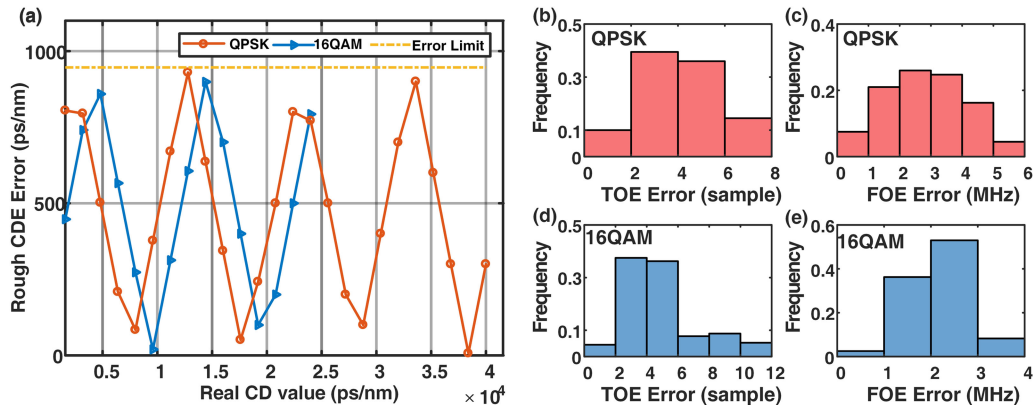 (a)
1000
500
0
QPSK 16QAM Error Limit
Rough CDE Error (ps/nm)
0.5 1 1.5 2 2.5 3 3.5 4
× 10⁴
Real CD value (ps/nm)
(b)
QPSK
0.5
0.3
0.1
0
Frequency
2 4 6 8
TOE Error (sample)
(c)
QPSK
0.4
0.2
0
Frequency
0 1 2 3 4 5 6
FOE Error (MHz)
(d)
16QAM
0.5
0.3
0.1
0
Frequency
0 2 4 6 8 10 12
TOE Error (sample)
(e)
16QAM
0.6
0.4
0.2
0
Frequency
0 1 2 3 4
FOE Error (MHz)